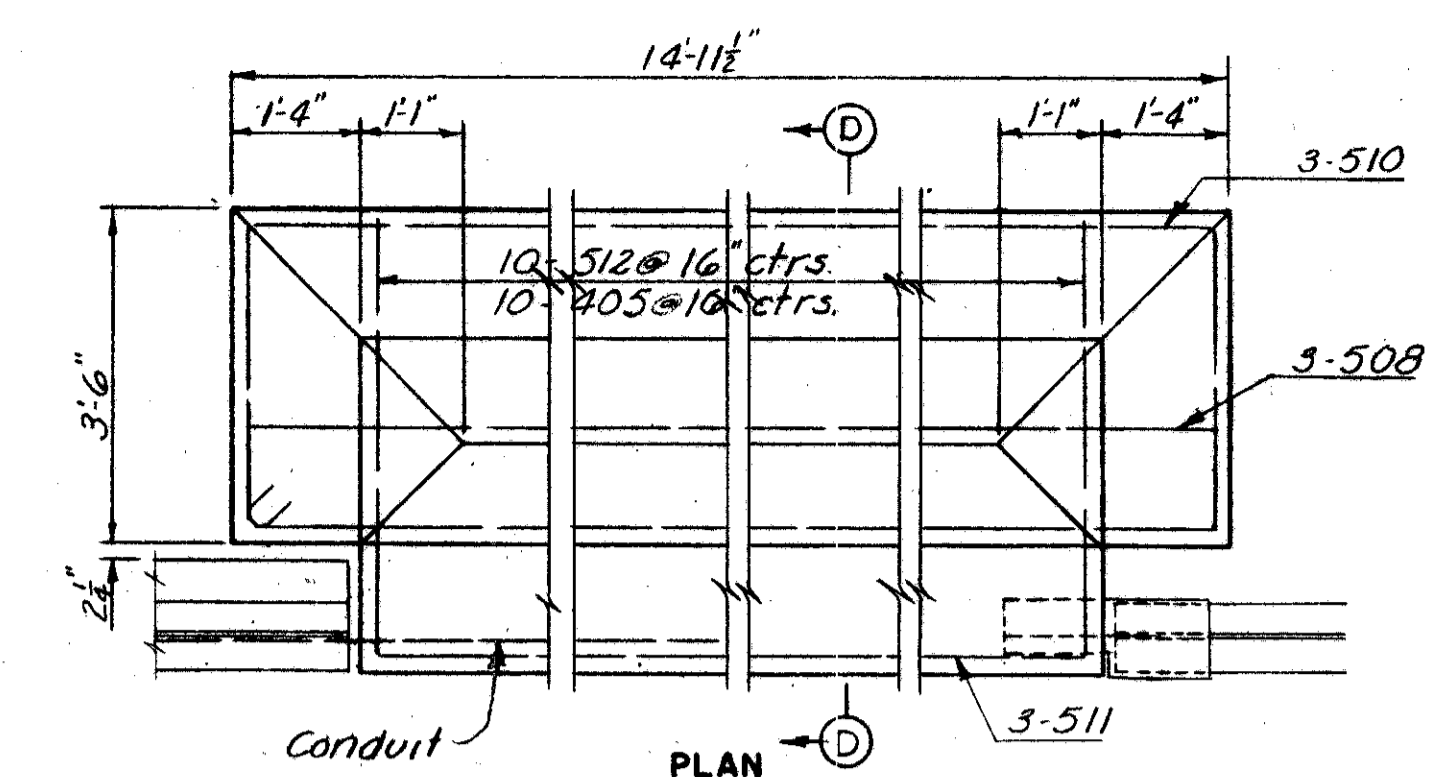 14'-11½"
1'-4" 1'-1" D 1'-1" 1'-4"
3-510
10-512@16" ctrs.
10-405@16" ctrs.
3-508
3'-6"
2¼"
Conduit
3-511
D
PLAN